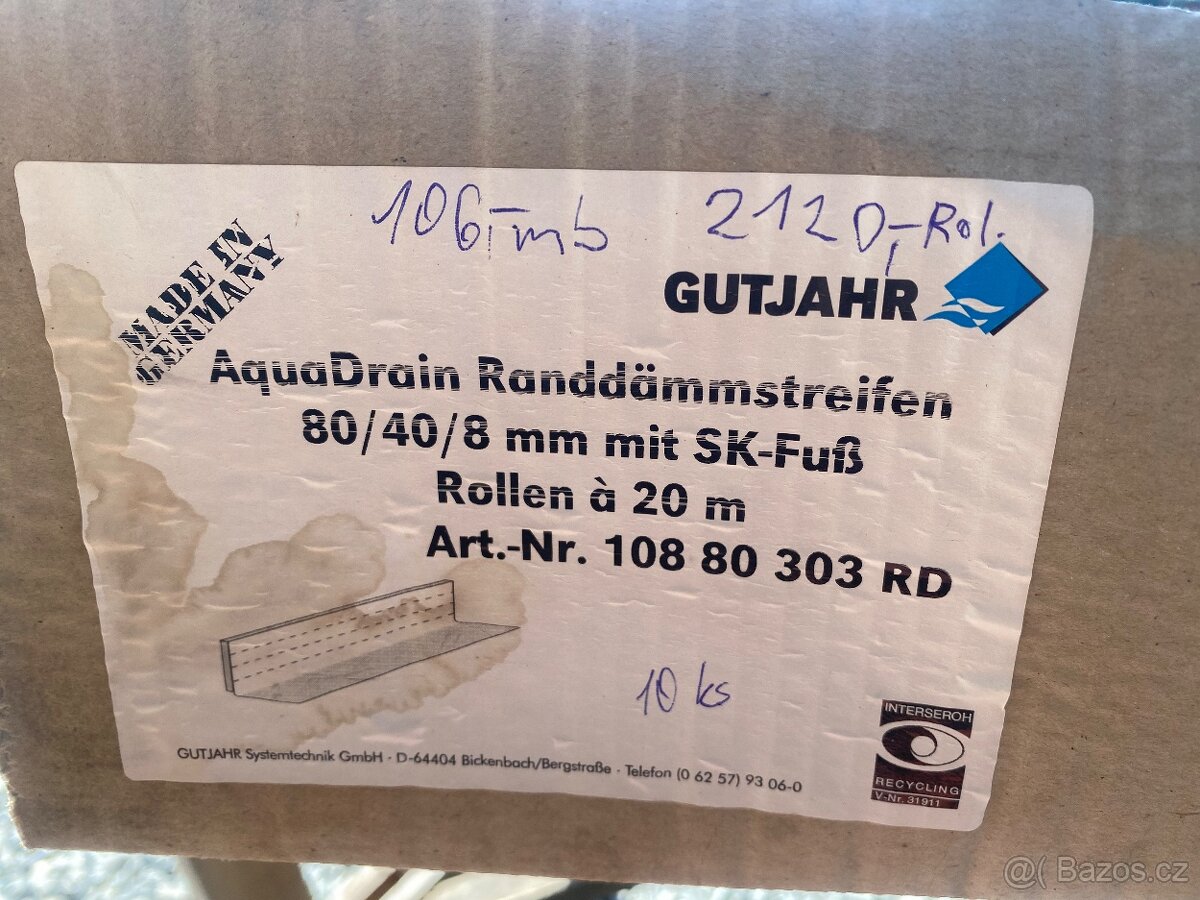 106,- mb 2120,- Rol.
MADE IN
GERMANY
GUTJAHR
AquaDrain Randdämmstreifen
80/40/8 mm mit SK-Fuß
Rollen à 20 m
Art.-Nr. 108 80 303 RD
10 ks
INTERSEROH
RECYCLING
V-Nr. 31911
GUTJAHR Systemtechnik GmbH · D-64404 Bickenbach/Bergstraße · Telefon (0 62 57) 93 06-0
@( Bazos.cz